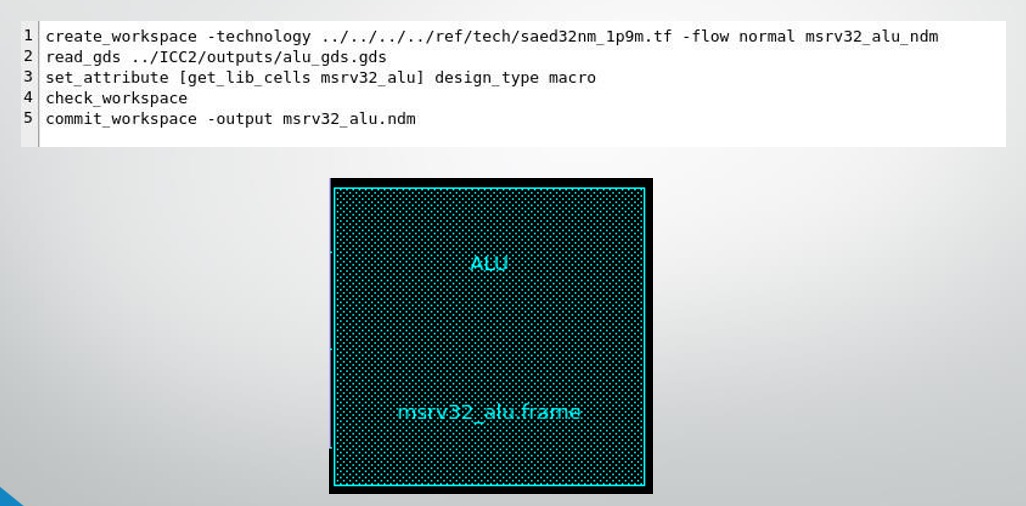 1 create_workspace -technology ../../../../ref/tech/saed32nm_1p9m.tf -flow normal msrv32_alu_ndm
2 read_gds ../ICC2/outputs/alu_gds.gds
3 set_attribute [get_lib_cells msrv32_alu] design_type macro
4 check_workspace
5 commit_workspace -output msrv32_alu.ndm
ALU
msrv32_alu.frame